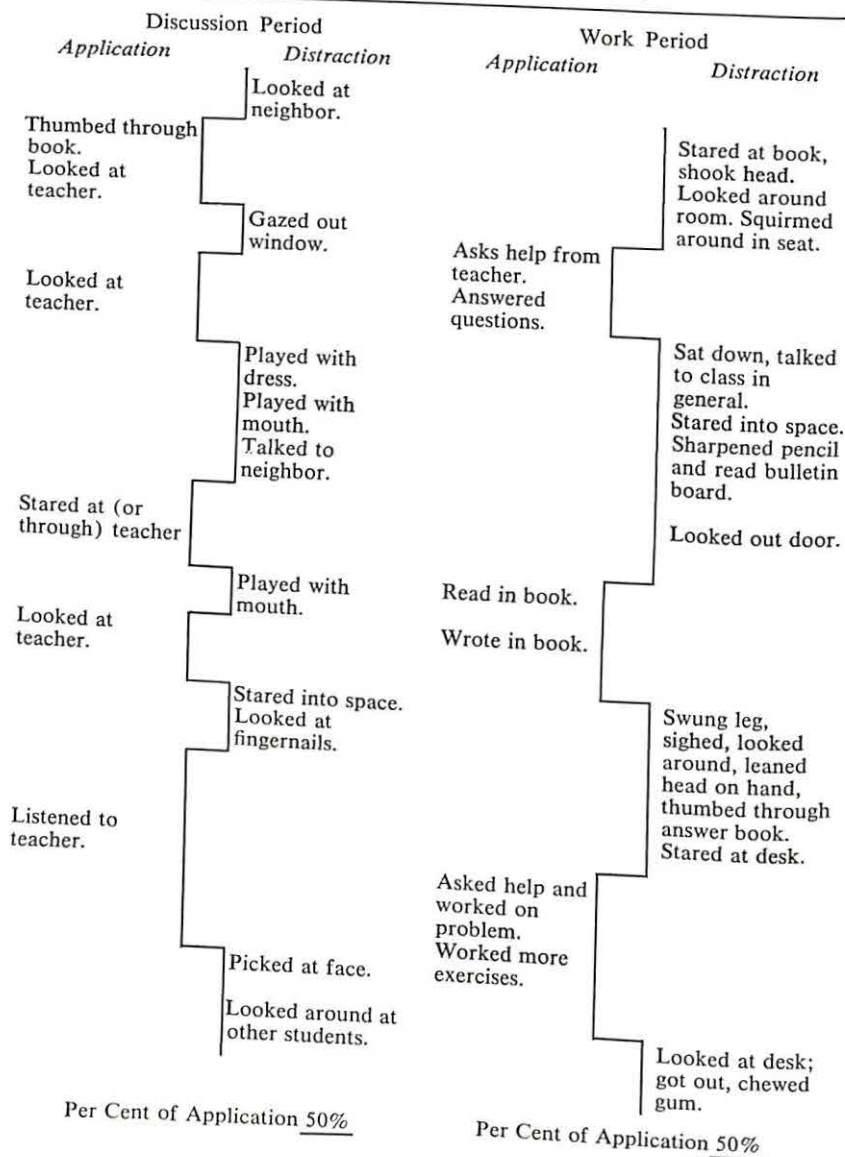 Discussion Period
Application
Distraction
Looked at
neighbor.
Thumbed through
book.
Looked at
teacher.
Gazed out
window.
Looked at
teacher.
Played with
dress.
Played with
mouth.
Talked to
neighbor.
Stared at (or
through) teacher
Played with
mouth.
Looked at
teacher.
Stared into space.
Looked at
fingernails.
Listened to
teacher.
Picked at face.
Looked around at
other students.
Per Cent of Application 50%
Work Period
Application
Distraction
Stared at book,
shook head.
Looked around
room. Squirmed
around in seat.
Asks help from
teacher.
Answered
questions.
Sat down, talked
to class in
general.
Stared into space.
Sharpened pencil
and read bulletin
board.
Looked out door.
Read in book.
Wrote in book.
Swung leg,
sighed, looked
around, leaned
head on hand,
thumbed through
answer book.
Stared at desk.
Asked help and
worked on
problem.
Worked more
exercises.
Looked at desk;
got out, chewed
gum.
Per Cent of Application 50%